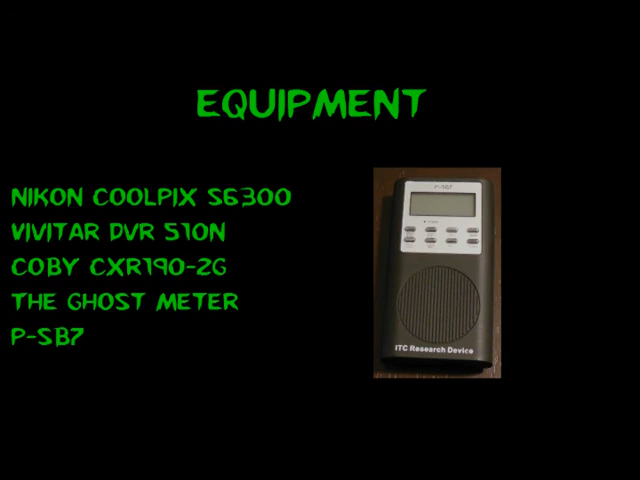 EQUIPMENT
NIKON COOLPIX S6300
VIVITAR DVR 510N
COBY CXR190-2G
THE GHOST METER
P-SB7
P-SB7
ITC Research Device